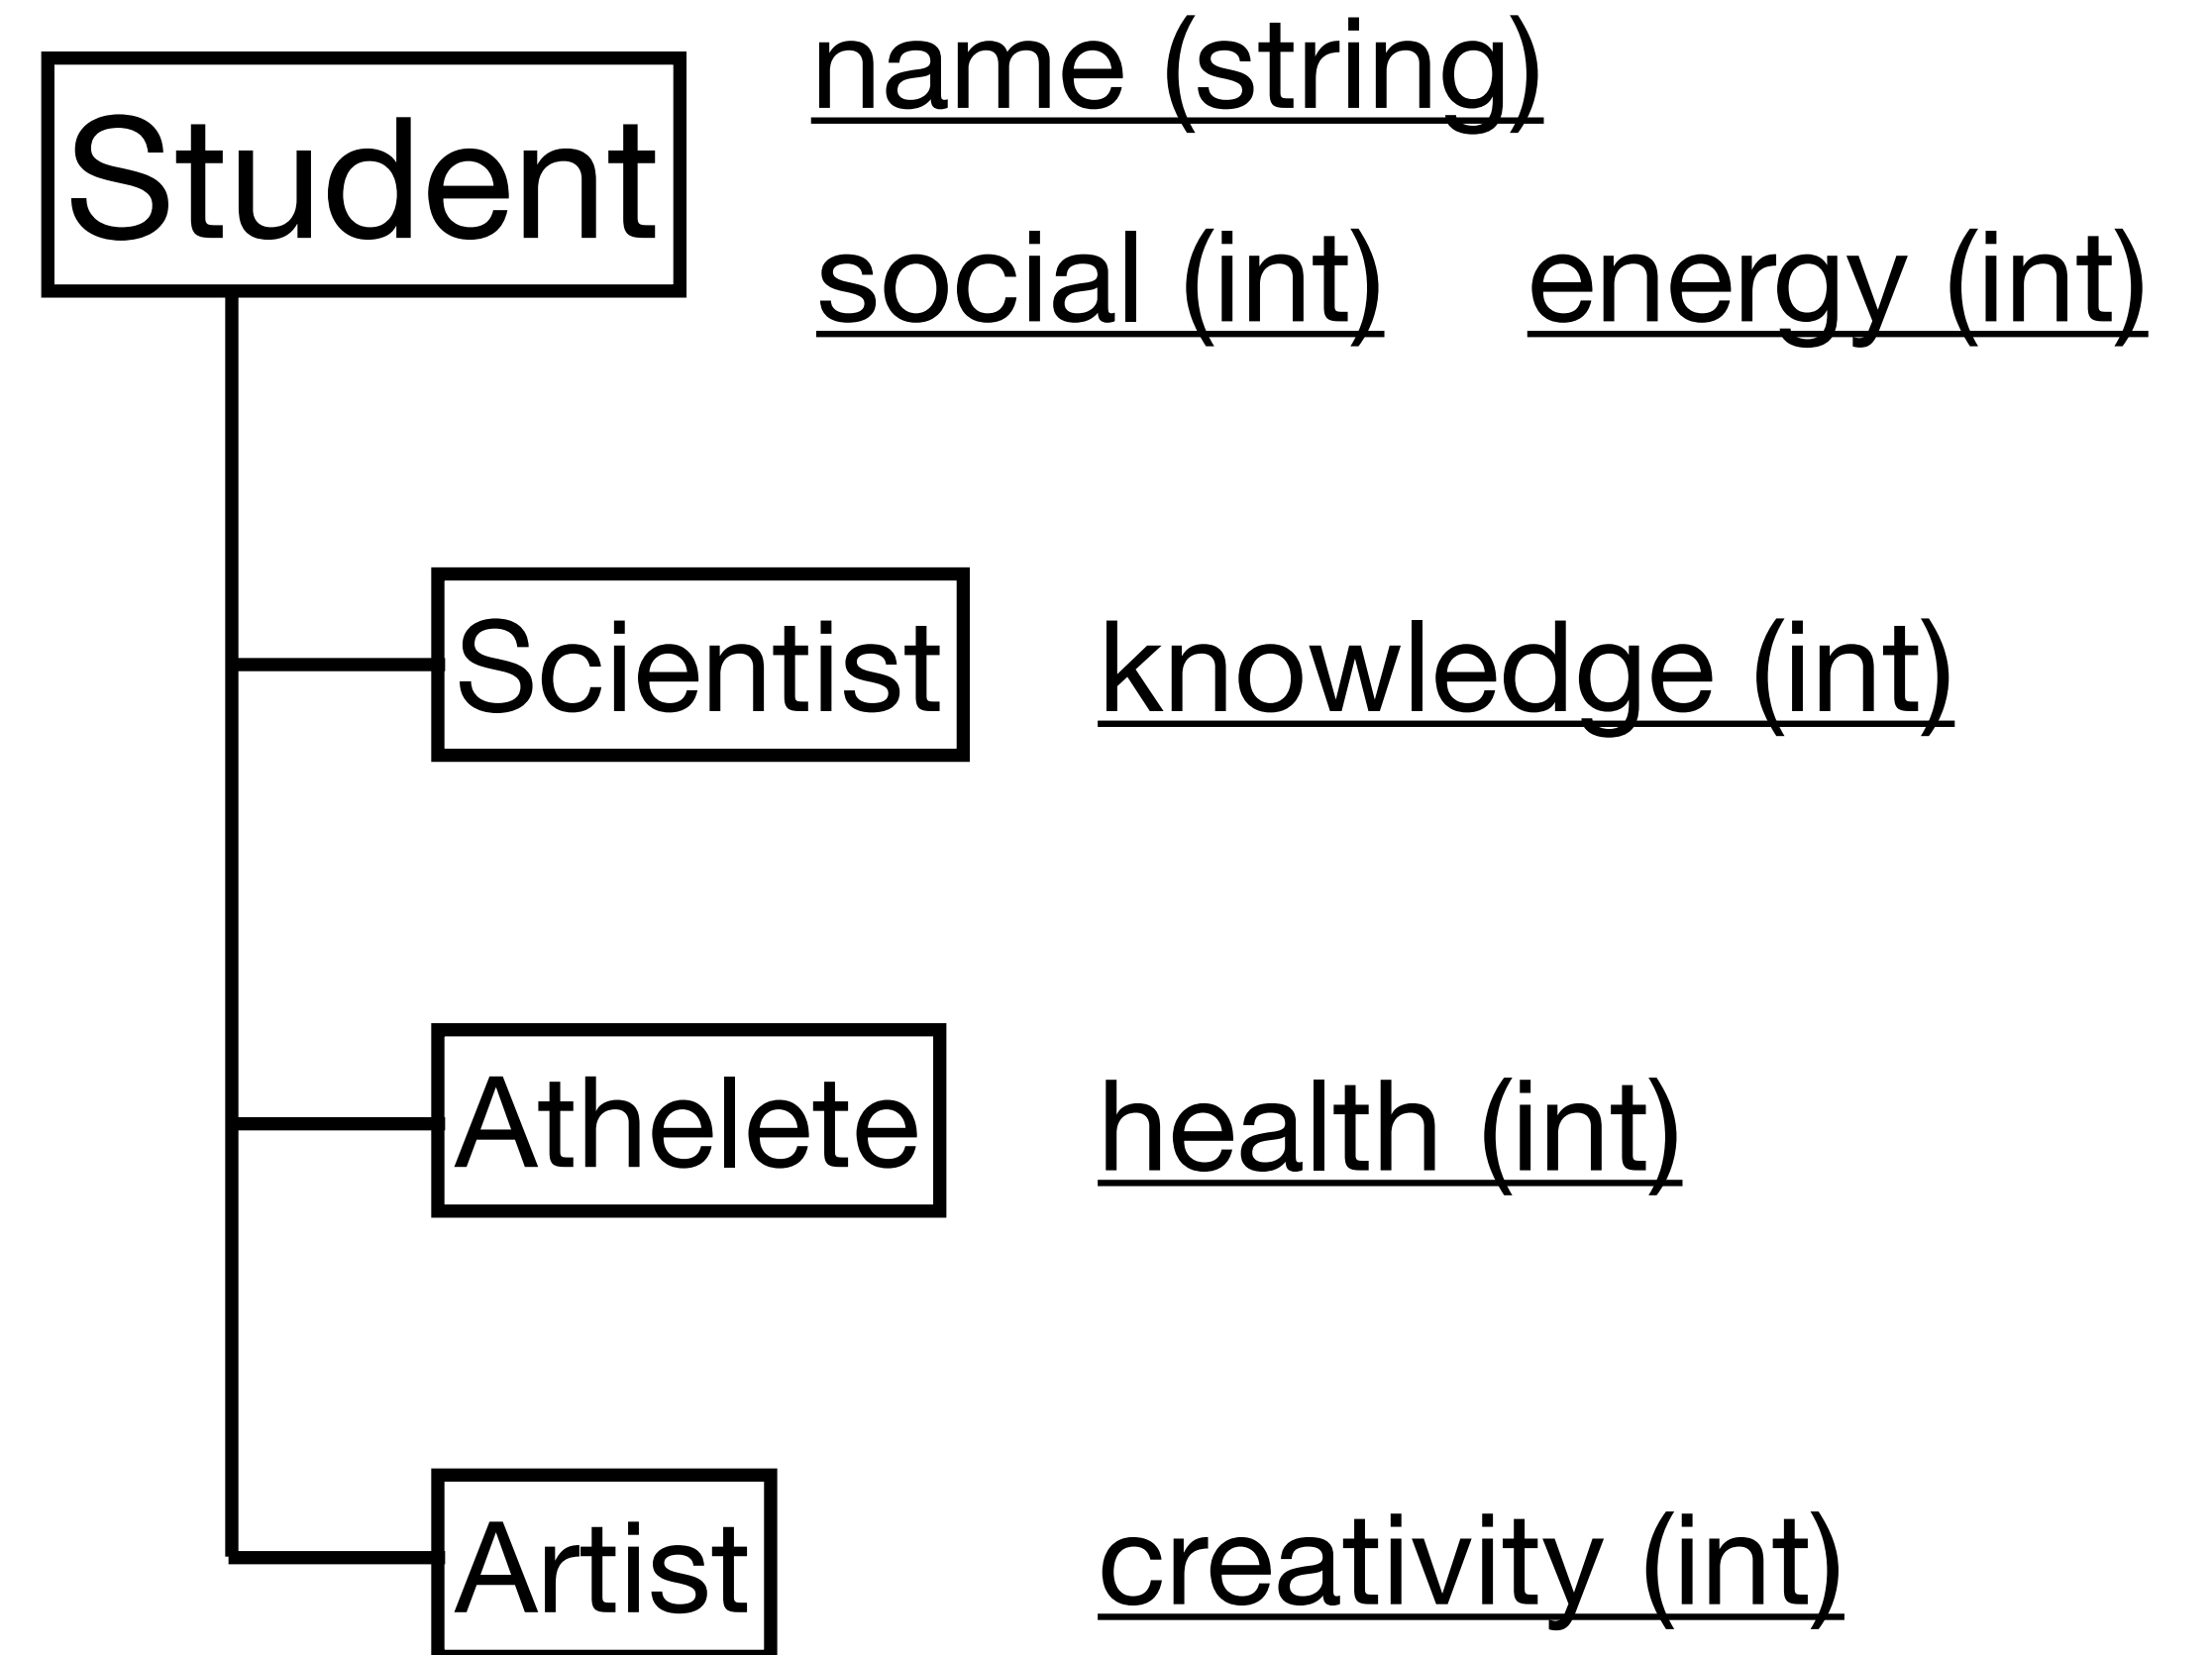 name (string)
Student
social (int) energy (int)
Scientist knowledge (int)
Athelete health (int)
Artist creativity (int)